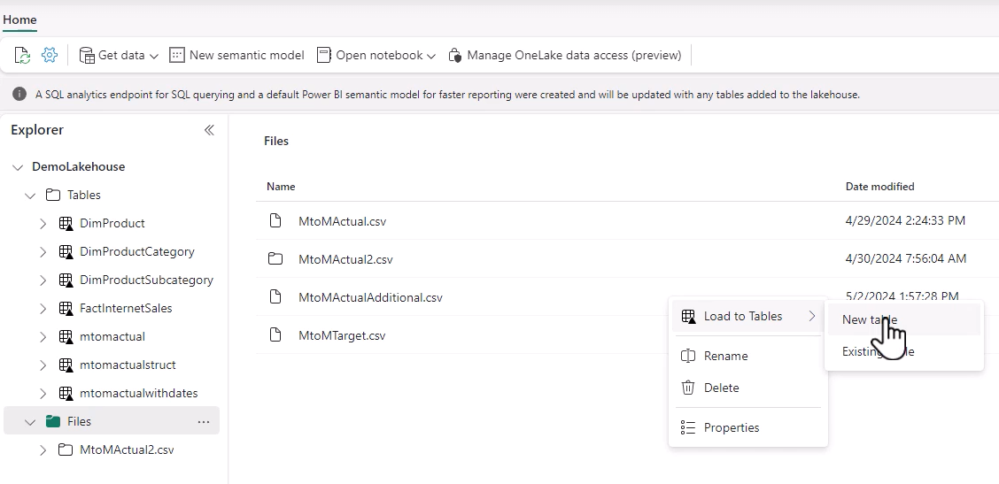 Home
Get data New semantic model Open notebook Manage OneLake data access (preview)
A SQL analytics endpoint for SQL querying and a default Power BI semantic model for faster reporting were created and will be updated with any tables added to the lakehouse.
Explorer
DemoLakehouse
Tables
DimProduct
DimProductCategory
DimProductSubcategory
FactInternetSales
mtomactual
mtomactualstruct
mtomactualwithdates
Files
MtoMActual2.csv
Files
Name Date modified
MtoMActual.csv 4/29/2024 2:24:33 PM
MtoMActual2.csv 4/30/2024 7:56:04 AM
MtoMActualAdditional.csv 5/2/2024 1:57:28 PM
MtoMTarget.csv
Load to Tables
Rename
Delete
Properties
New table
Existing